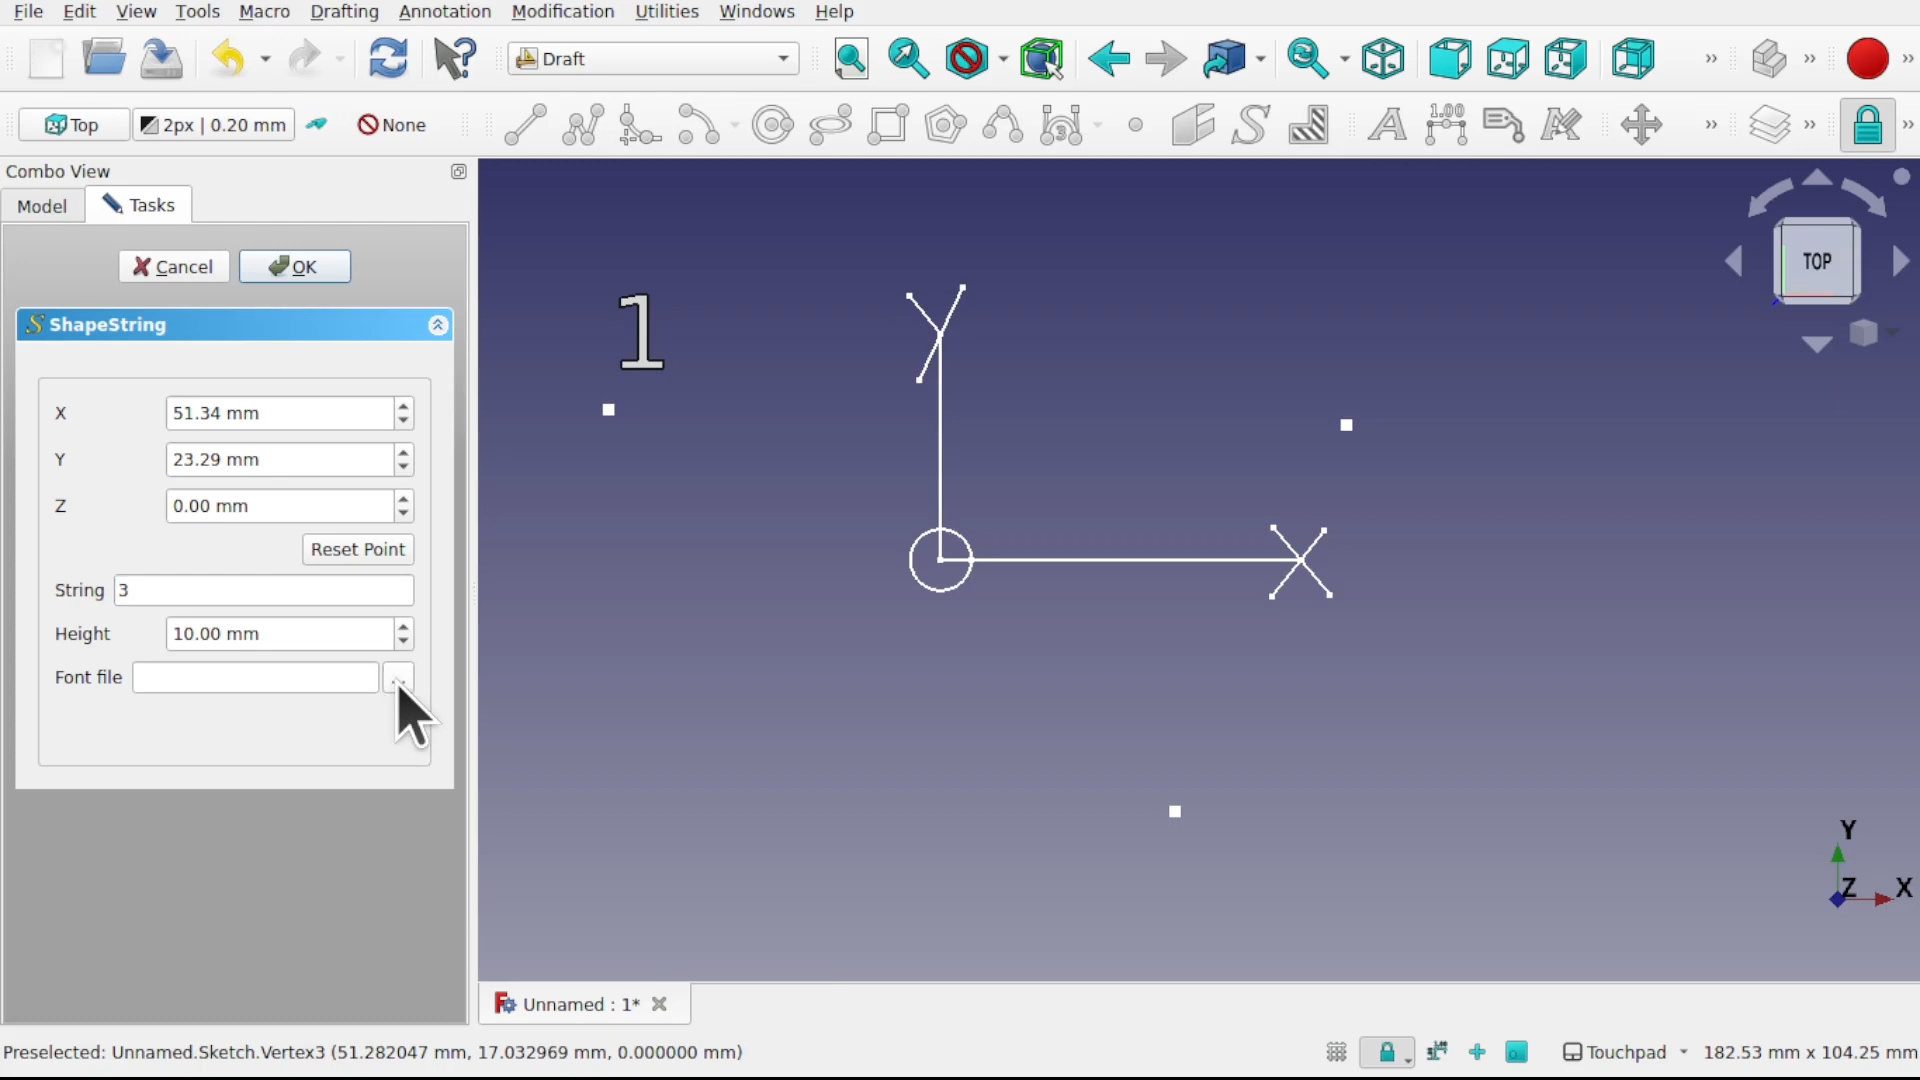 File Edit View Tools Macro Drafting Annotation Modification Utilities Windows Help
Draft
Top 2px | 0.20 mm None 3 A 1.00
Combo View
Model Tasks
Cancel OK
TOP
ShapeString
1
Y
X 51.34 mm
Y 23.29 mm
Z 0.00 mm
Reset Point
X
String 3
Height 10.00 mm
Font file ...
Y
Z X
Unnamed : 1*
Preselected: Unnamed.Sketch.Vertex3 (51.282047 mm, 17.032969 mm, 0.000000 mm) Touchpad 182.53 mm x 104.25 mm